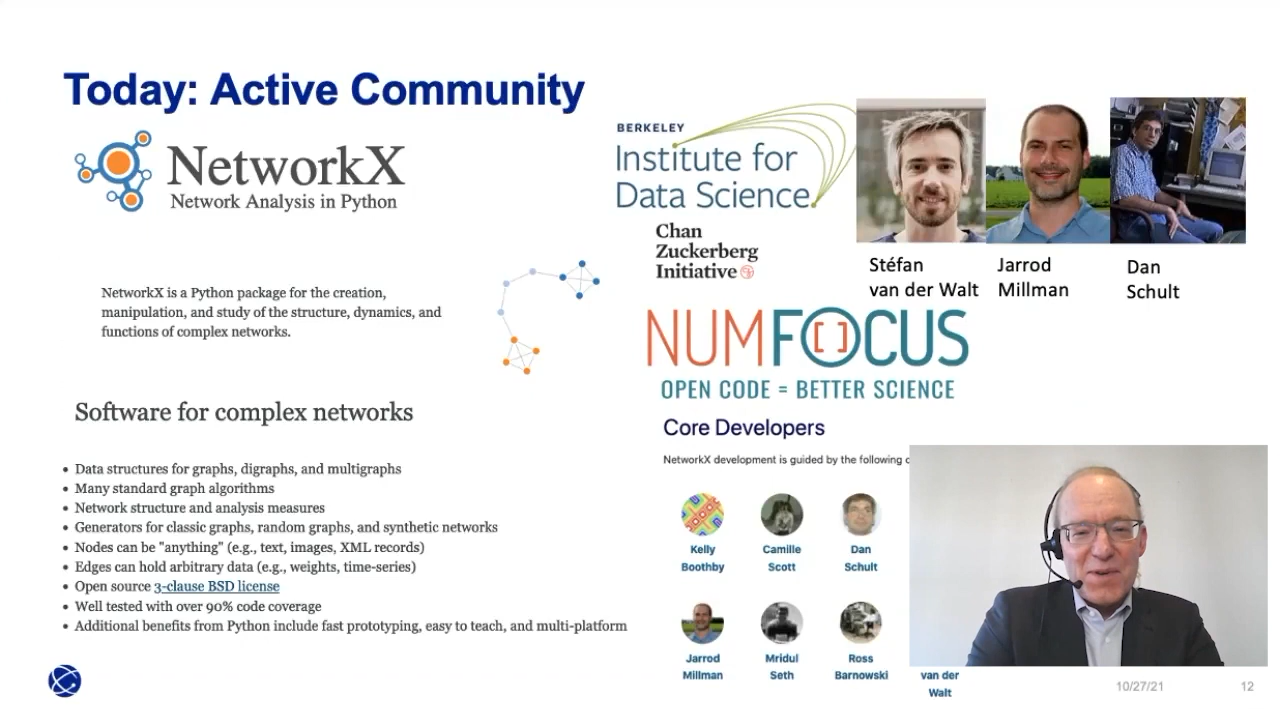 Today: Active Community
NetworkX
Network Analysis in Python
NetworkX is a Python package for the creation,
manipulation, and study of the structure, dynamics, and
functions of complex networks.
Software for complex networks
• Data structures for graphs, digraphs, and multigraphs
• Many standard graph algorithms
• Network structure and analysis measures
• Generators for classic graphs, random graphs, and synthetic networks
• Nodes can be "anything" (e.g., text, images, XML records)
• Edges can hold arbitrary data (e.g., weights, time-series)
• Open source 3-clause BSD license
• Well tested with over 90% code coverage
• Additional benefits from Python include fast prototyping, easy to teach, and multi-platform
BERKELEY
Institute for
Data Science
Chan
Zuckerberg
Initiative
Stéfan
van der Walt
Jarrod
Millman
Dan
Schult
NUMFOCUS
OPEN CODE = BETTER SCIENCE
Core Developers
NetworkX development is guided by the following
Kelly
Boothby
Camille
Scott
Dan
Schult
Jarrod
Millman
Mridul
Seth
Ross
Barnowski
van der
Walt
10/27/21
12